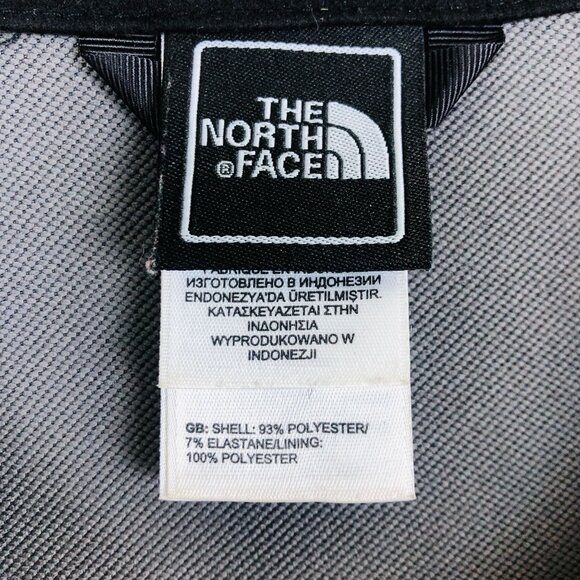 THE
NORTH
® FACE
ИЗГОТОВЛЕНО В ИНДОНЕЗИИ
ENDONEZYA'DA ÜRETILMIŞTIR.
ΚΑΤΑΣΚΕΥΑΖΕΤΑΙ ΣΤΗΝ
ΙΝΔΟΝΗΣΙΑ
WYPRODUKOWANO W
INDONEZJI
GB: SHELL: 93% POLYESTER/
7% ELASTANE/LINING:
100% POLYESTER